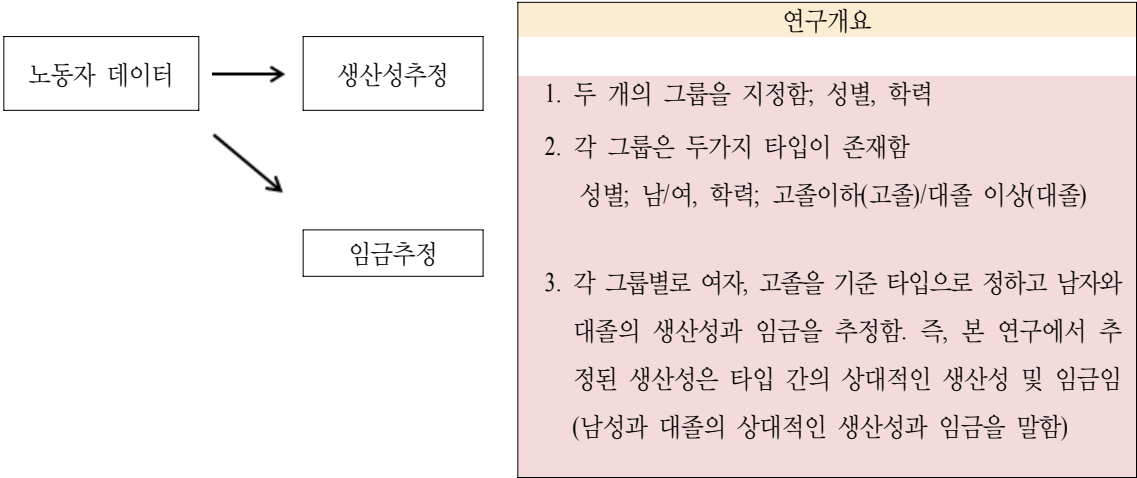 노동자 데이터
생산성추정
임금추정
연구개요
1. 두 개의 그룹을 지정함; 성별, 학력
2. 각 그룹은 두가지 타입이 존재함
성별; 남/여, 학력; 고졸이하(고졸)/대졸 이상(대졸)
3. 각 그룹별로 여자, 고졸을 기준 타입으로 정하고 남자와
대졸의 생산성과 임금을 추정함. 즉, 본 연구에서 추
정된 생산성은 타입 간의 상대적인 생산성 및 임금임
(남성과 대졸의 상대적인 생산성과 임금을 말함)